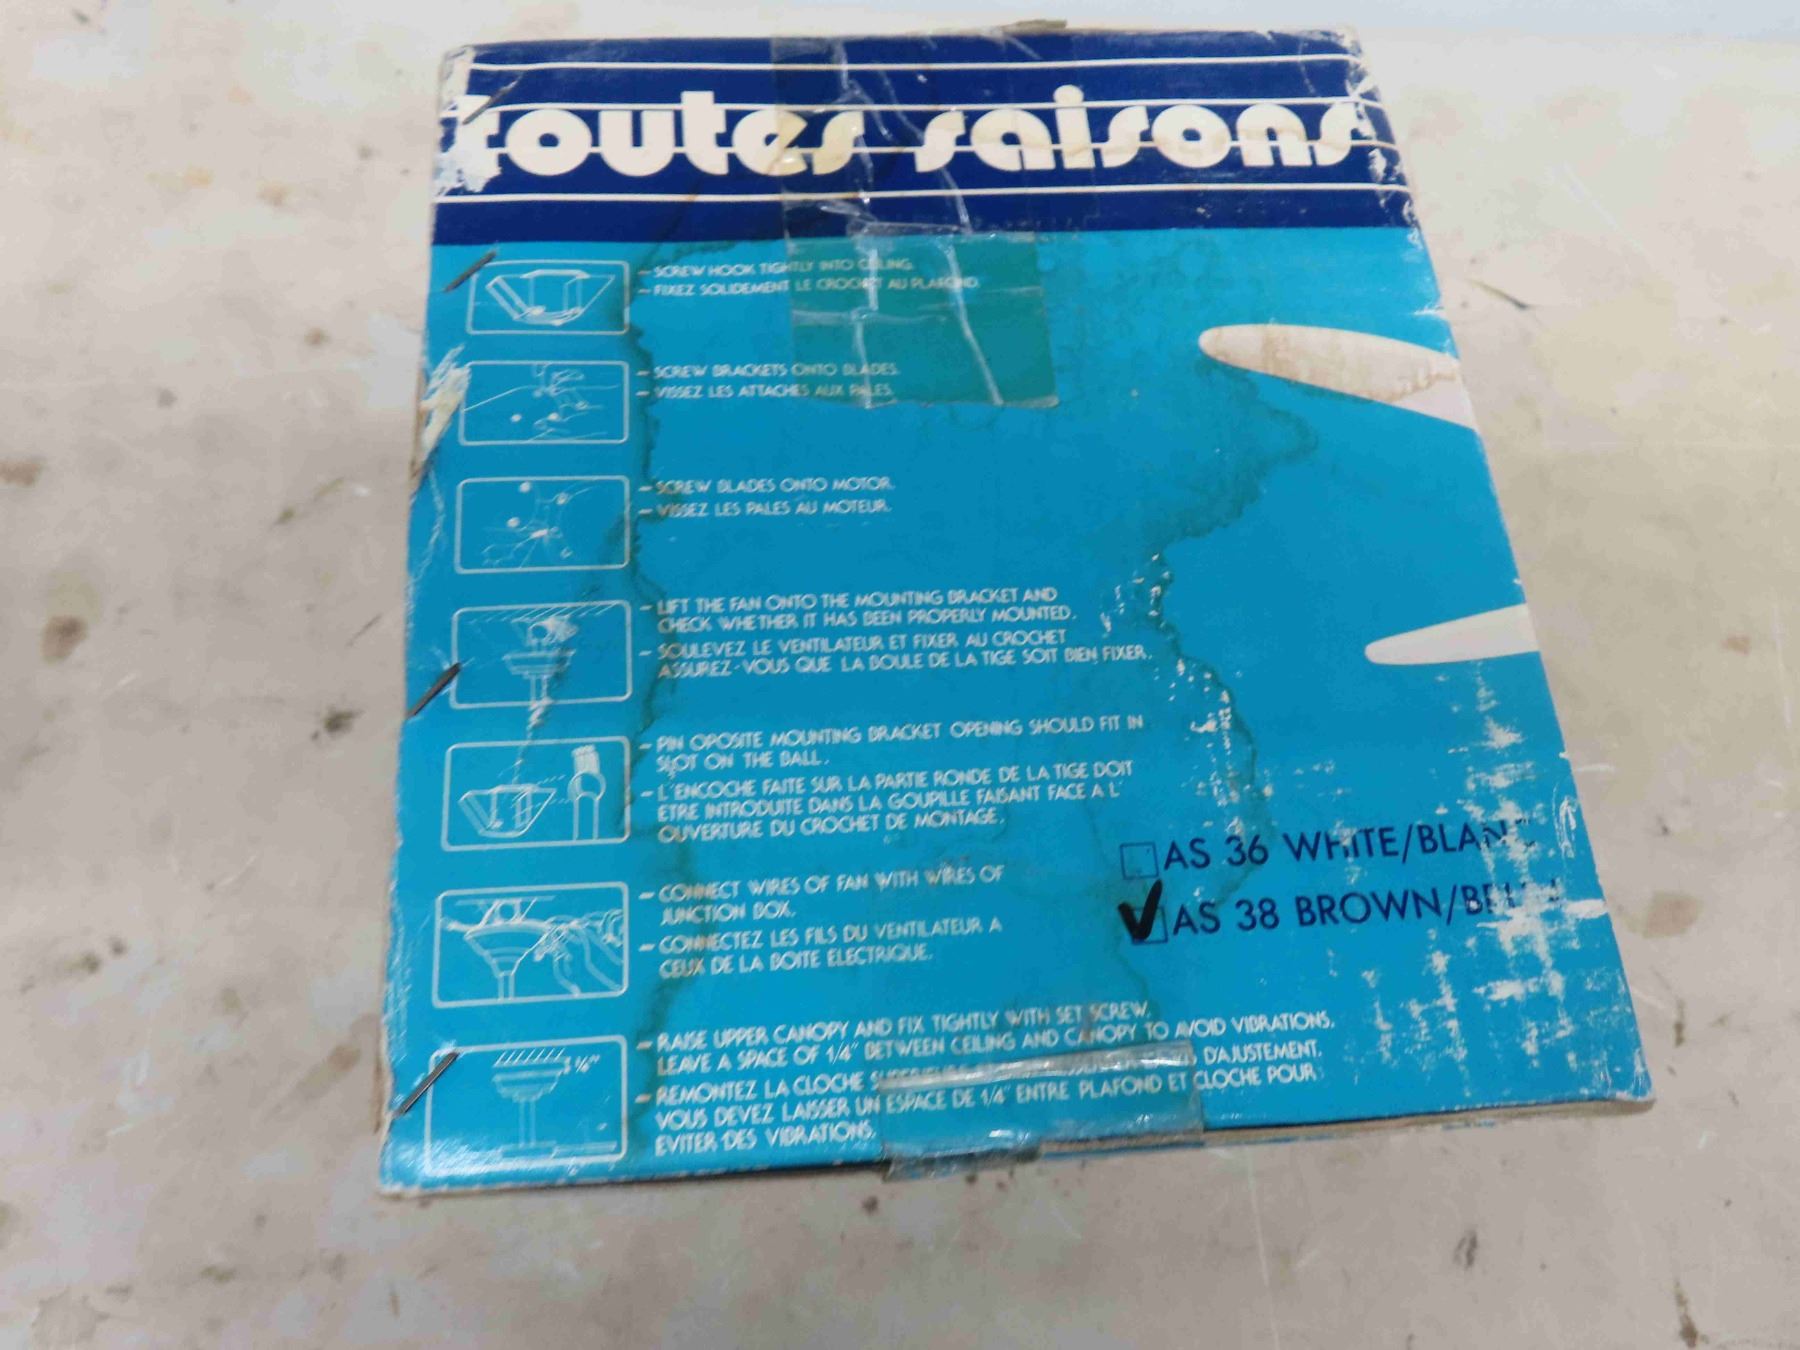 toutes saisons
- SCREW HOOK TIGHTLY INTO CEILING.
- FIXEZ SOLIDEMENT LE CROCHET AU PLAFOND.
- SCREW BRACKETS ONTO BLADES.
- VISSEZ LES ATTACHES AUX PALES.
- SCREW BLADES ONTO MOTOR.
- VISSEZ LES PALES AU MOTEUR.
- LIFT THE FAN ONTO THE MOUNTING BRACKET AND
CHECK WHETHER IT HAS BEEN PROPERLY MOUNTED.
- SOULEVEZ LE VENTILATEUR ET FIXER AU CROCHET
ASSUREZ-VOUS QUE LA BOULE DE LA TIGE SOIT BIEN FIXER.
- PIN OPOSITE MOUNTING BRACKET OPENING SHOULD FIT IN
SLOT ON THE BALL.
- L'ENCOCHE FAITE SUR LA PARTIE RONDE DE LA TIGE DOIT
ETRE INTRODUITE DANS LA GOUPILLE FAISANT FACE A L'
OUVERTURE DU CROCHET DE MONTAGE.
- CONNECT WIRES OF FAN WITH WIRES OF
JUNCTION BOX.
- CONNECTEZ LES FILS DU VENTILATEUR A
CEUX DE LA BOITE ELECTRIQUE.
- RAISE UPPER CANOPY AND FIX TIGHTLY WITH SET SCREW.
LEAVE A SPACE OF 1/4" BETWEEN CEILING AND CANOPY TO AVOID VIBRATIONS.
- REMONTEZ LA CLOCHE D'AJUSTEMENT.
VOUS DEVEZ LAISSER UN ESPACE DE 1/4" ENTRE PLAFOND ET CLOCHE POUR
EVITER DES VIBRATIONS.
AS 36 WHITE/BLANC
AS 38 BROWN/